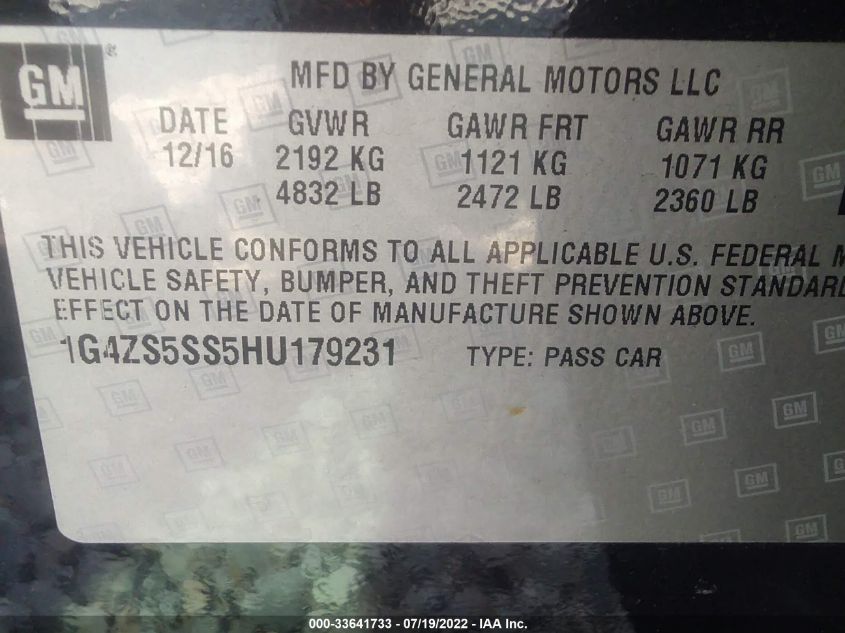 GM ®
MFD BY GENERAL MOTORS LLC
DATE GVWR GAWR FRT GAWR RR
12/16 2192 KG 1121 KG 1071 KG
4832 LB 2472 LB 2360 LB
THIS VEHICLE CONFORMS TO ALL APPLICABLE U.S. FEDERAL M
VEHICLE SAFETY, BUMPER, AND THEFT PREVENTION STANDARD
EFFECT ON THE DATE OF MANUFACTURE SHOWN ABOVE.
1G4ZS5SS5HU179231 TYPE: PASS CAR
000-33641733 - 07/19/2022 - IAA Inc.